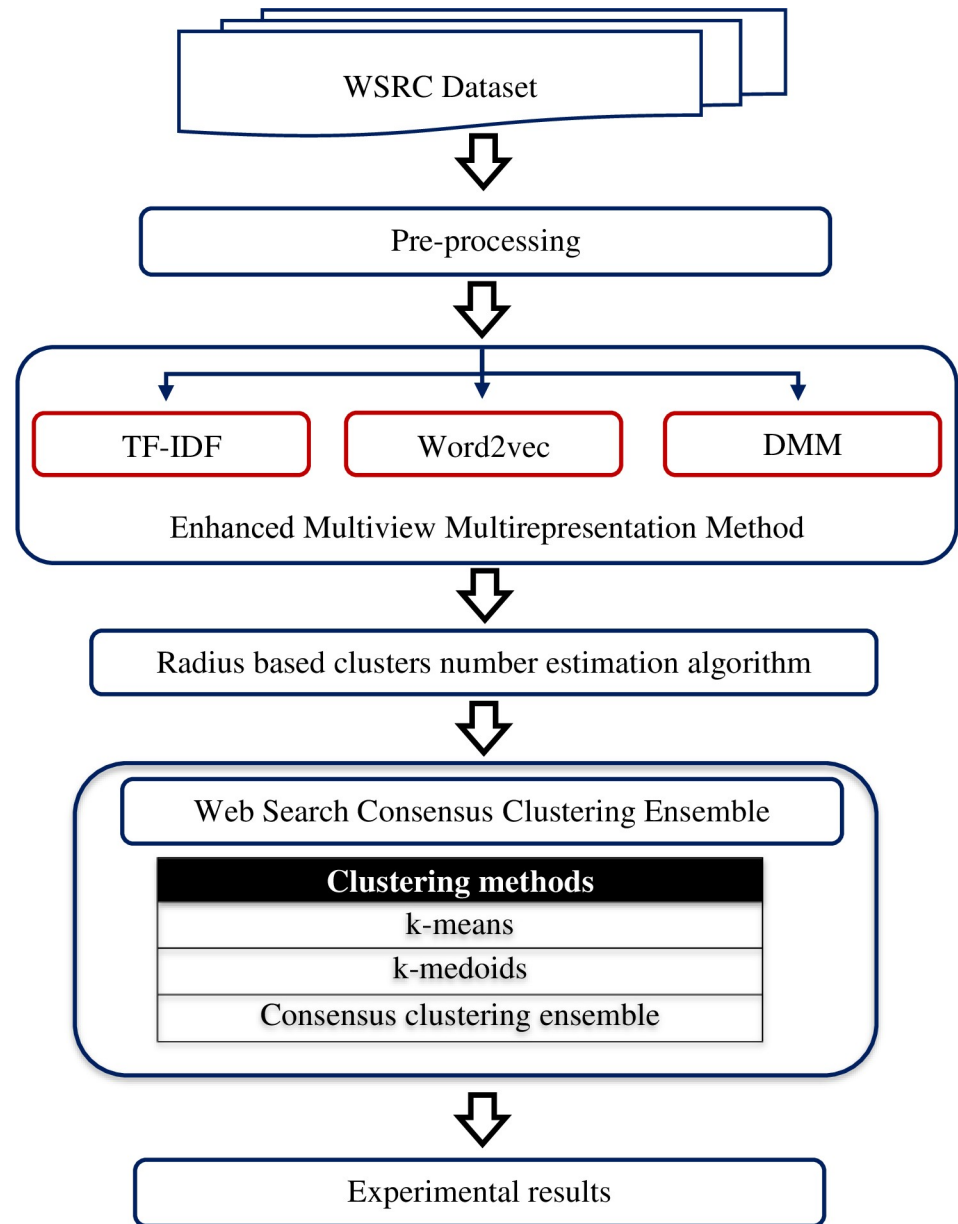 WSRC Dataset
Pre-processing
TF-IDF
Word2vec
DMM
Enhanced Multiview Multirepresentation Method
Radius based clusters number estimation algorithm
Web Search Consensus Clustering Ensemble
Clustering methods
k-means
k-medoids
Consensus clustering ensemble
Experimental results